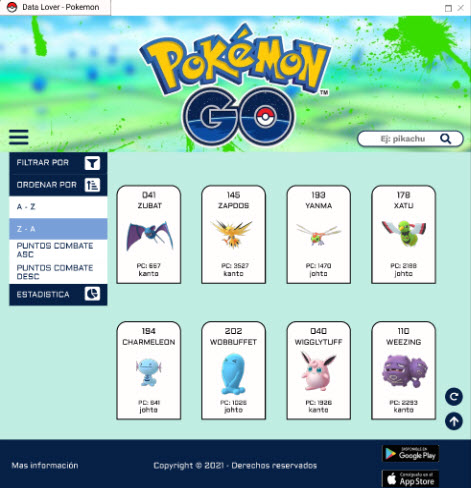 Data Lover - Pokemon
POKéMON
TM
GO
Ej: pikachu
FILTRAR POR
ORDENAR POR
A - Z
Z - A
PUNTOS COMBATE
ASC
PUNTOS COMBATE
DESC
ESTADISTICA
041
ZUBAT
PC: 657
kanto
145
ZAPDOS
PC: 3527
kanto
193
YANMA
PC: 1470
johto
178
XATU
PC: 2188
johto
194
CHARMELEON
PC: 641
johto
202
WOBBUFFET
PC: 1026
johto
040
WIGGLYTUFF
PC: 1926
kanto
110
WEEZING
PC: 2293
kanto
Mas información
Copyright © 2021 - Derechos reservados
DISPONIBLE EN
Google Play
Consíguelo en el
App Store